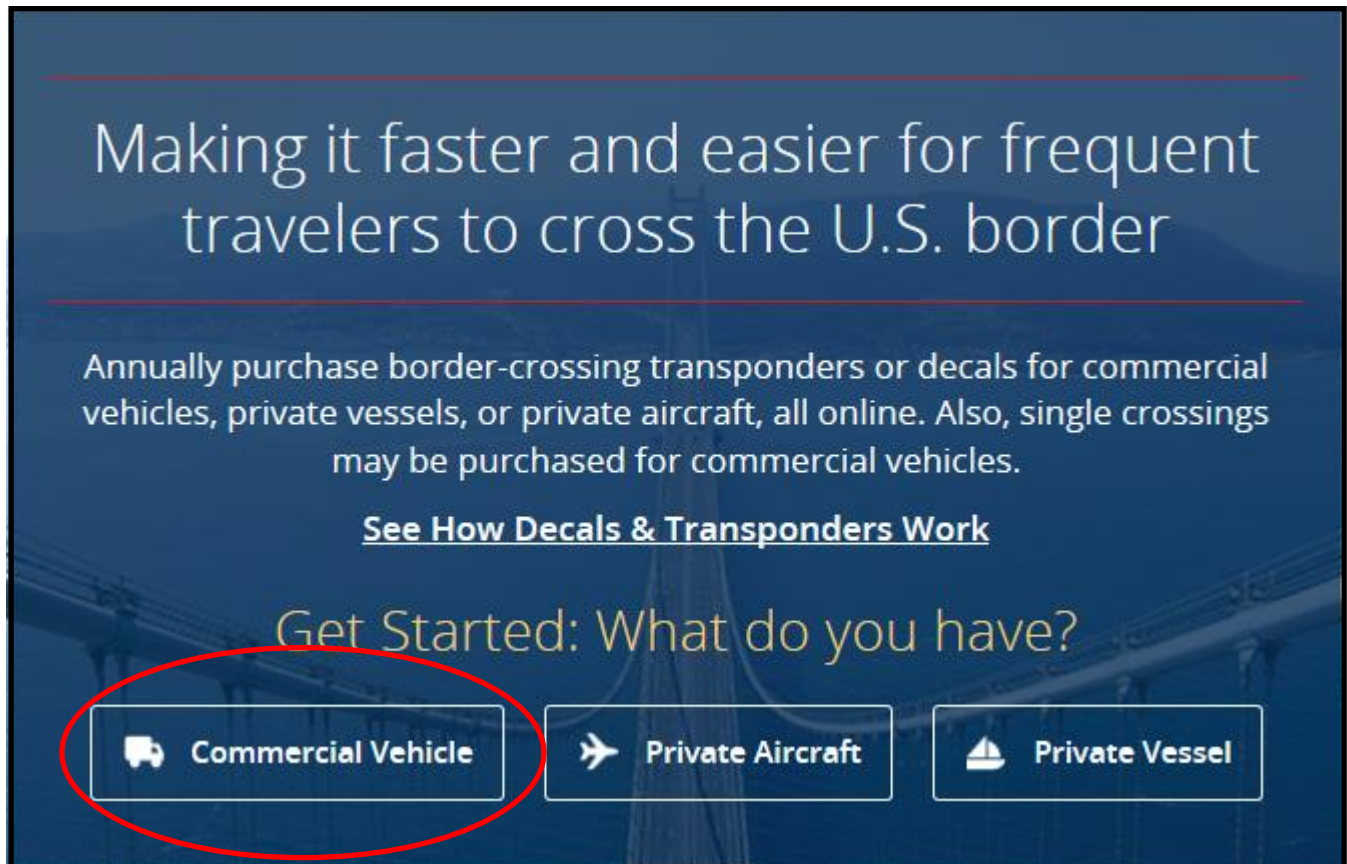 Making it faster and easier for frequent
travelers to cross the U.S. border
Annually purchase border-crossing transponders or decals for commercial
vehicles, private vessels, or private aircraft, all online. Also, single crossings
may be purchased for commercial vehicles.
See How Decals & Transponders Work
Get Started: What do you have?
Commercial Vehicle Private Aircraft Private Vessel